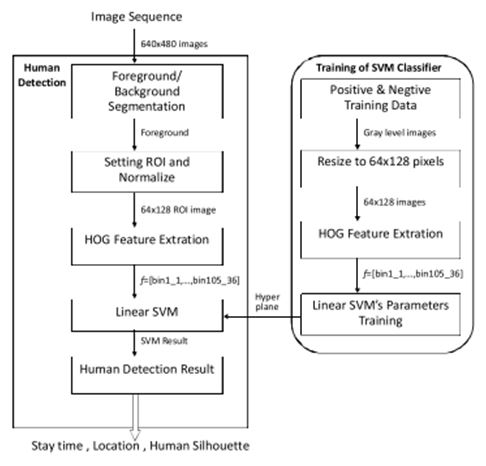 Image Sequence
640x480 images
Human
Detection
Foreground/
Background
Segmentation
Foreground
Setting ROI and
Normalize
64x128 ROI image
HOG Feature Extration
f=[bin1_1,...,bin105_36]
Linear SVM
SVM Result
Human Detection Result
Stay time , Location , Human Silhouette
Training of SVM Classifier
Positive & Negtive
Training Data
Gray level images
Resize to 64x128 pixels
64x128 images
HOG Feature Extration
f=[bin1_1,...,bin105_36]
Linear SVM's Parameters
Training
Hyper
plane